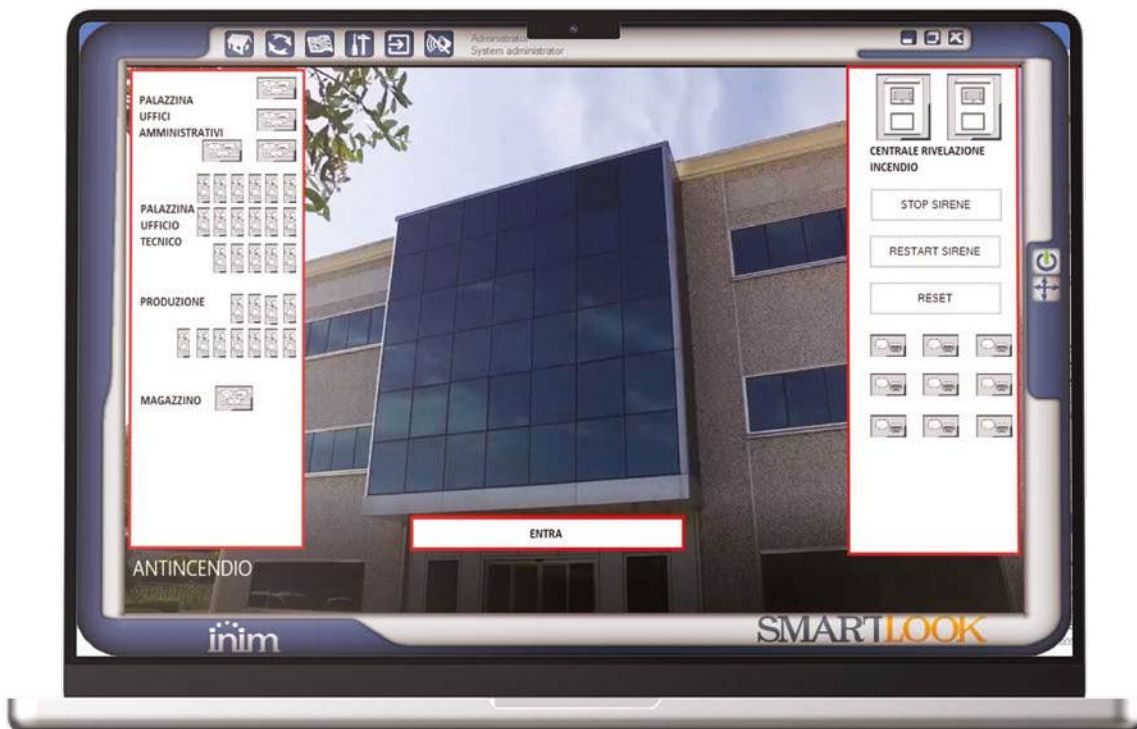 Administrator
System administrator
PALAZZINA
UFFICI
AMMINISTRATIVI
PALAZZINA
UFFICIO
TECNICO
PRODUZIONE
MAGAZZINO
CENTRALE RIVELAZIONE
INCENDIO
STOP SIRENE
RESTART SIRENE
RESET
ENTRA
ANTINCENDIO
inim
SMARTLOOK